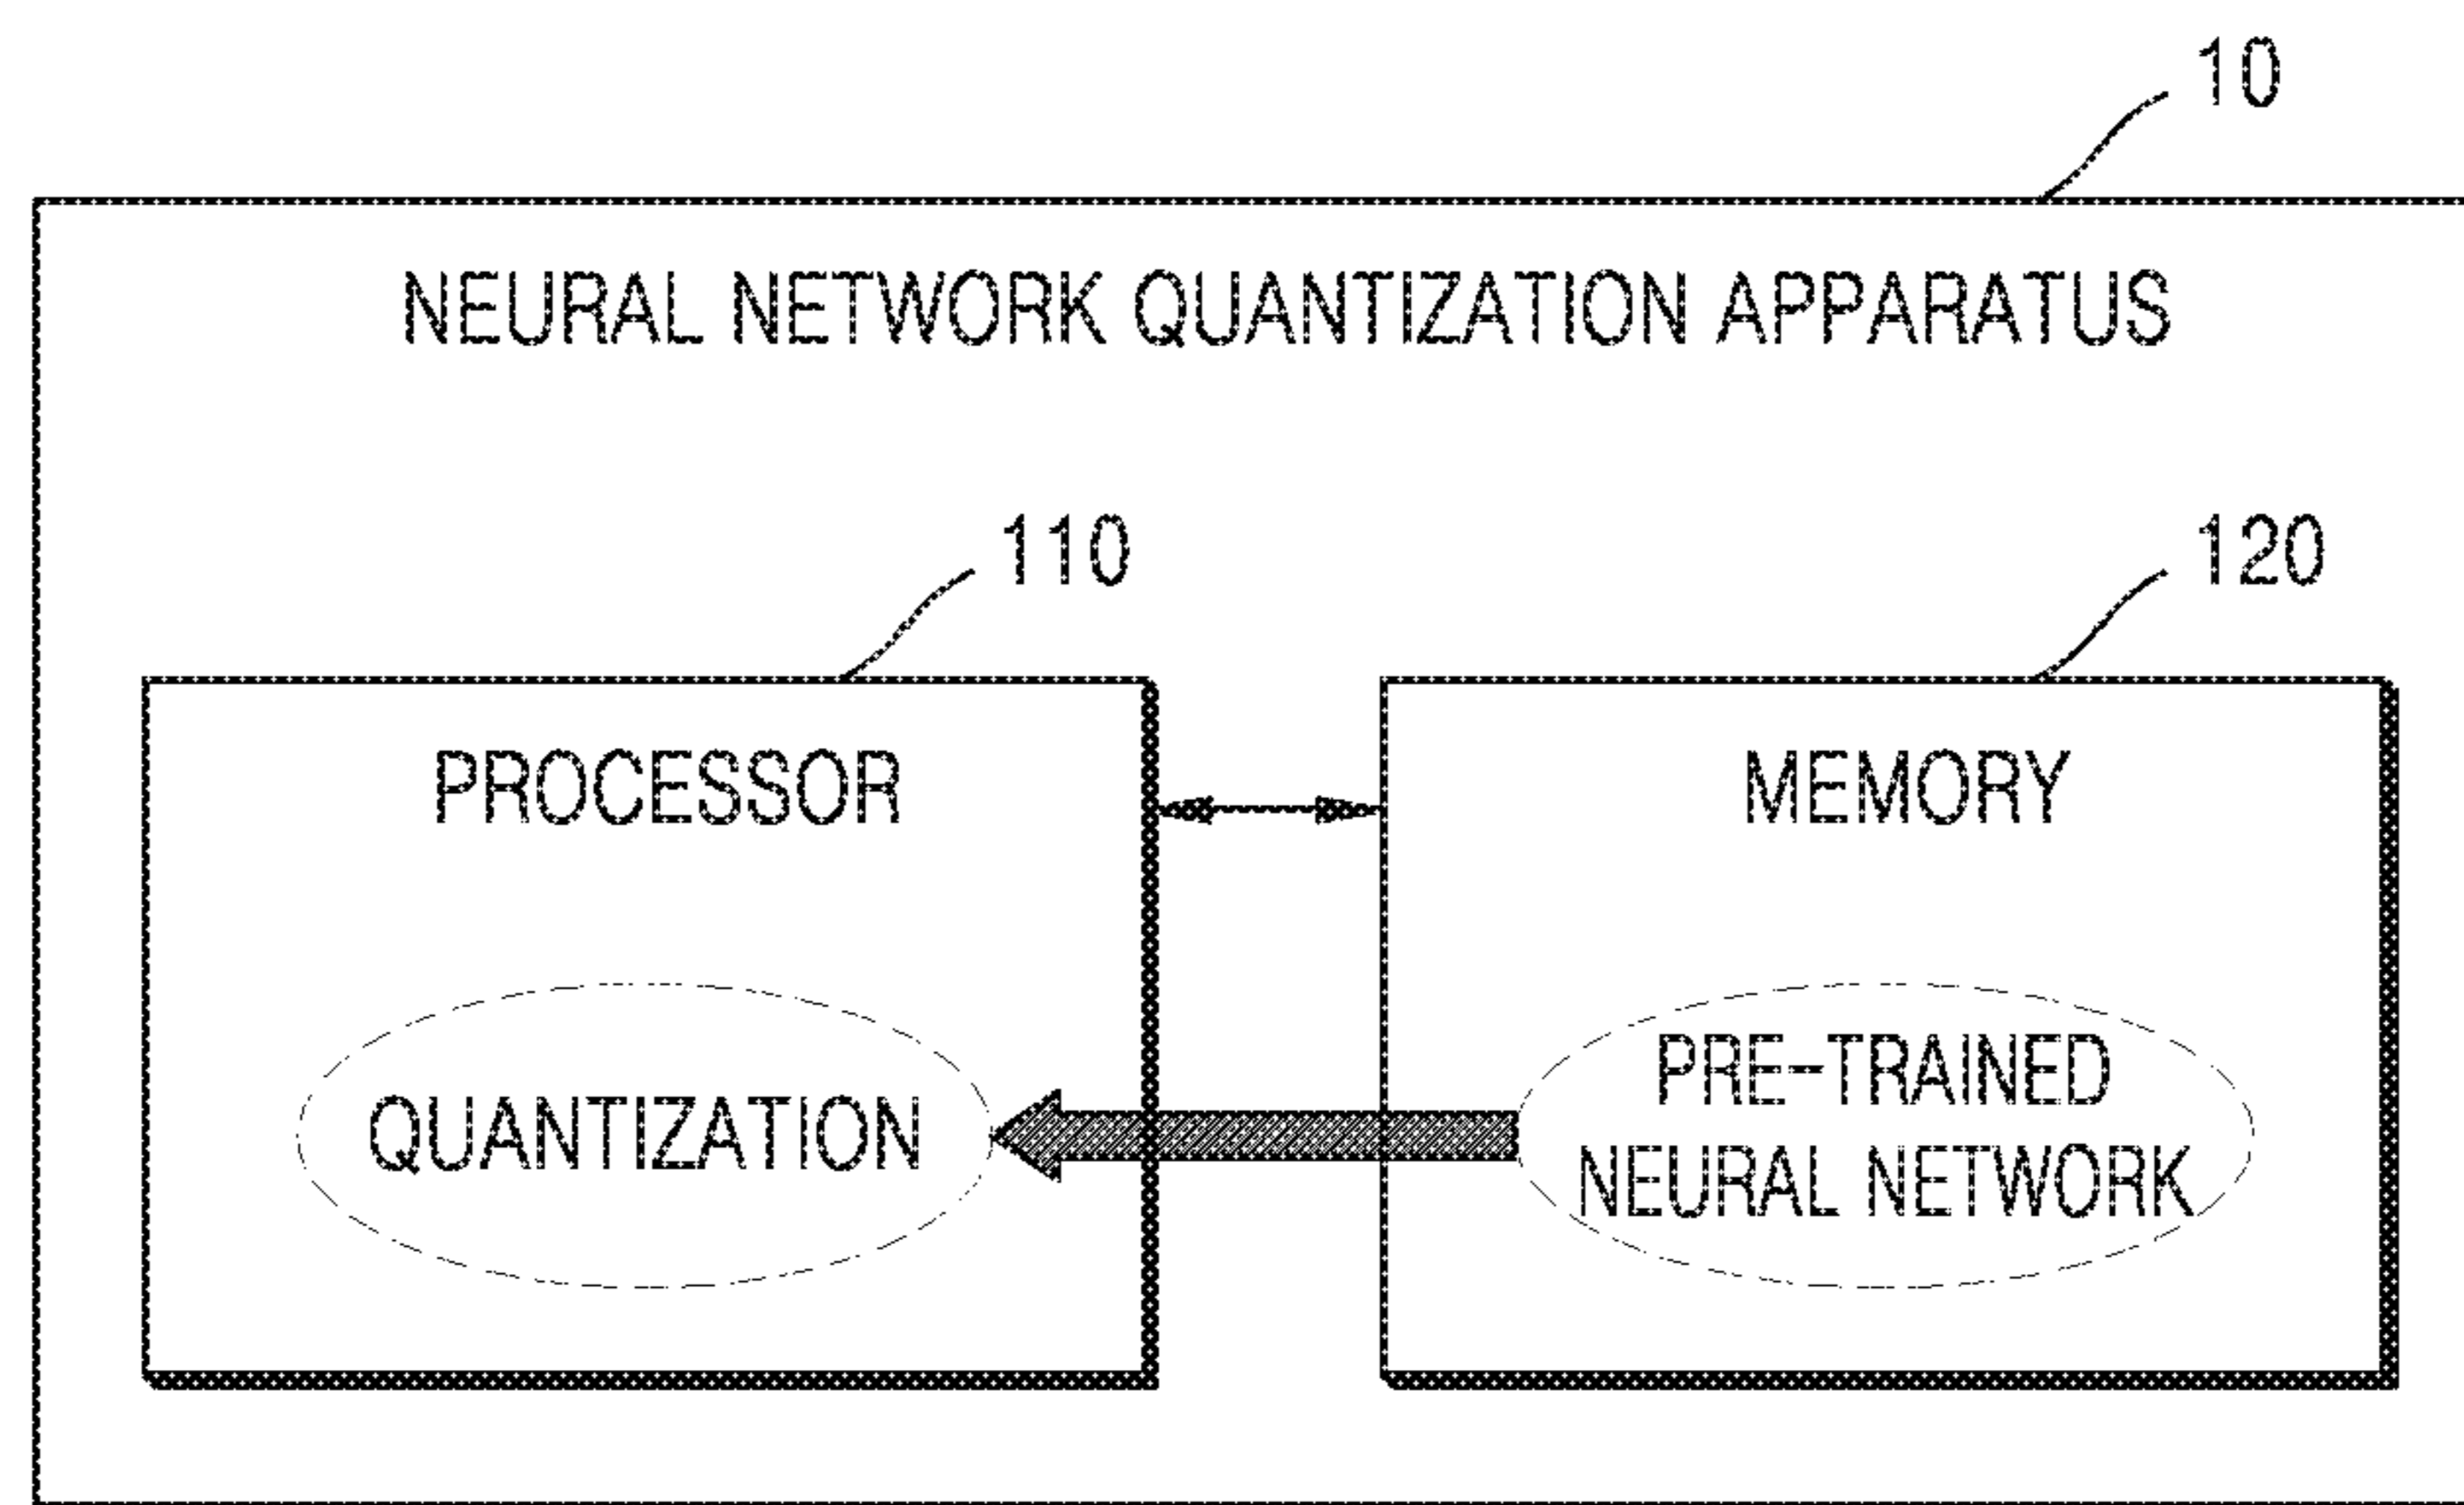 10
NEURAL NETWORK QUANTIZATION APPARATUS
110
120
PROCESSOR
MEMORY
QUANTIZATION
PRE-TRAINED
NEURAL NETWORK